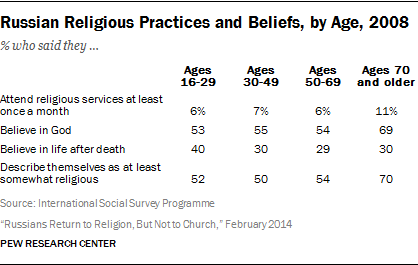 Russian Religious Practices and Beliefs, by Age, 2008
% who said they ...
Ages Ages Ages Ages 70
16-29 30-49 50-69 and older
Attend religious services at least
once a month 6% 7% 6% 11%
Believe in God 53 55 54 69
Believe in life after death 40 30 29 30
Describe themselves as at least
somewhat religious 52 50 54 70
Source: International Social Survey Programme
“Russians Return to Religion, But Not to Church,” February 2014
PEW RESEARCH CENTER